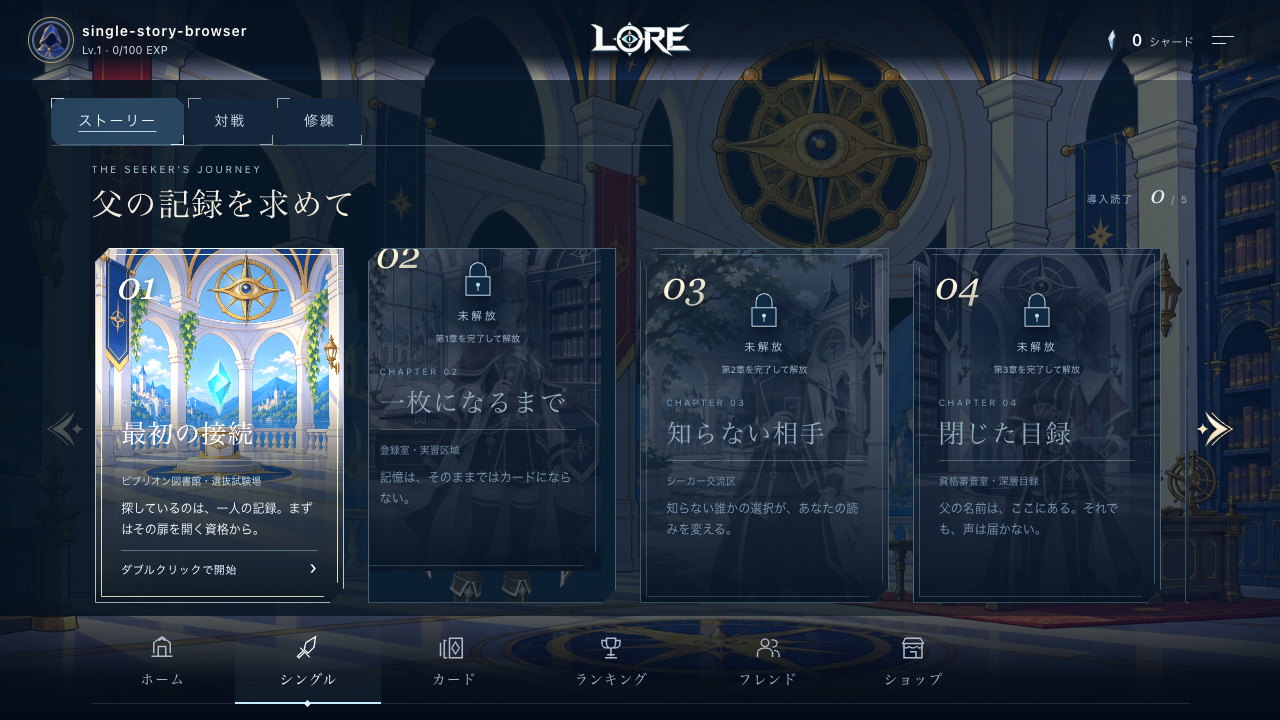 single-story-browser
Lv.1 · 0/100 EXP
LORE
0 シャード
ストーリー
対戦
修練
THE SEEKER'S JOURNEY
父の記録を求めて
導入読了 0 / 5
01
CHAPTER 01
最初の接続
ビブリオン図書館・選抜試験場
探しているのは、一人の記録。まず
はその扉を開く資格から。
ダブルクリックで開始
02
未解放
第1章を完了して解放
CHAPTER 02
一枚になるまで
登録室・実習区域
記憶は、そのままではカードになら
ない。
03
未解放
第2章を完了して解放
CHAPTER 03
知らない相手
シーカー交流区
知らない誰かの選択が、あなたの読
みを変える。
04
未解放
第3章を完了して解放
CHAPTER 04
閉じた目録
資格審査室・深層目録
父の名前は、ここにある。それで
も、声は届かない。
ホーム
シングル
カード
ランキング
フレンド
ショップ